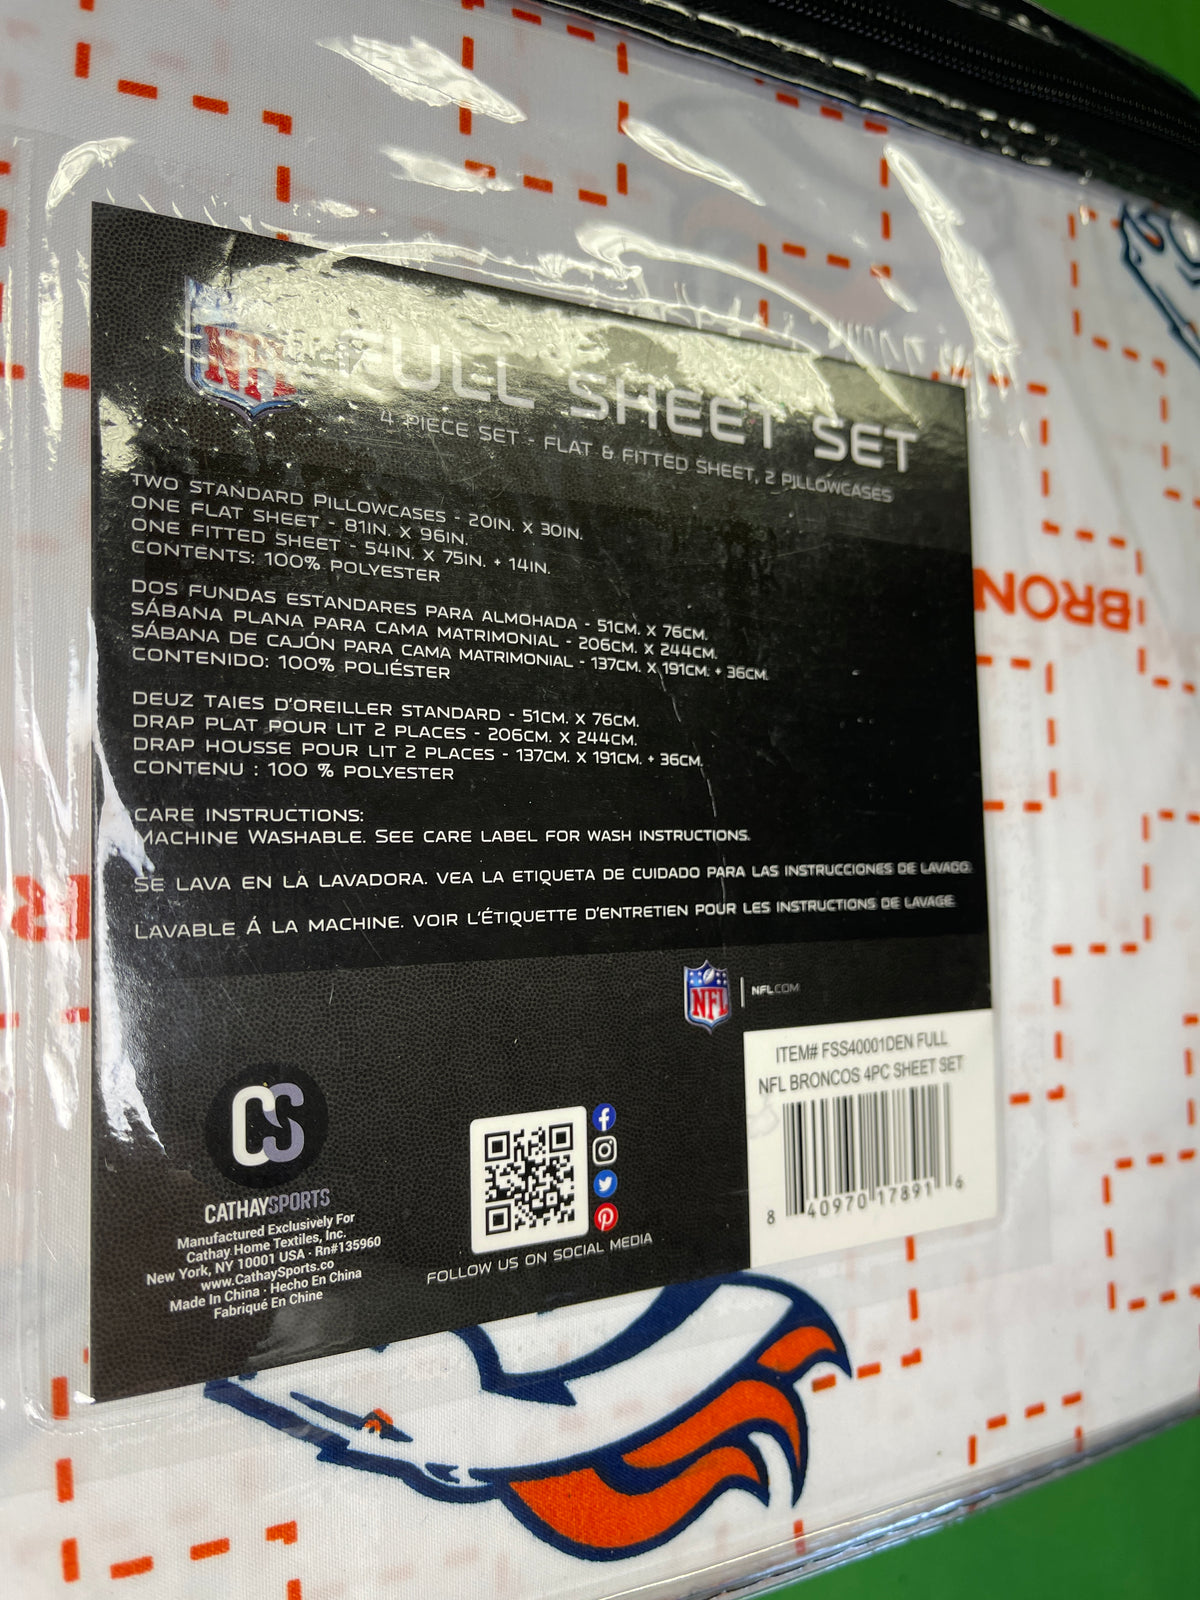 NFL
FULL SHEET SET
4 PIECE SET - FLAT & FITTED SHEET, 2 PILLOWCASES
TWO STANDARD PILLOWCASES - 20IN. X 30IN.
ONE FLAT SHEET - 81IN. X 96IN.
ONE FITTED SHEET - 54IN. X 75IN. + 14IN.
CONTENTS: 100% POLYESTER
DOS FUNDAS ESTANDARES PARA ALMOHADA - 51CM. X 76CM.
SÁBANA PLANA PARA CAMA MATRIMONIAL - 206CM. X 244CM.
SÁBANA DE CAJÓN PARA CAMA MATRIMONIAL - 137CM. X 191CM. + 36CM.
CONTENIDO: 100% POLIÉSTER
DEUZ TAIES D'OREILLER STANDARD - 51CM. X 76CM.
DRAP PLAT POUR LIT 2 PLACES - 206CM. X 244CM.
DRAP HOUSSE POUR LIT 2 PLACES - 137CM. X 191CM. + 36CM.
CONTENU : 100 % POLYESTER
CARE INSTRUCTIONS:
MACHINE WASHABLE. SEE CARE LABEL FOR WASH INSTRUCTIONS.
SE LAVA EN LA LAVADORA. VEA LA ETIQUETA DE CUIDADO PARA LAS INSTRUCCIONES DE LAVADO.
LAVABLE Á LA MACHINE. VOIR L'ÉTIQUETTE D'ENTRETIEN POUR LES INSTRUCTIONS DE LAVAGE.
NFL | NFL.COM
ITEM# FSS40001DEN FULL
NFL BRONCOS 4PC SHEET SET
8 40970 17891 6
CS
CATHAYSPORTS
Manufactured Exclusively For
Cathay Home Textiles, Inc.
New York, NY 10001 USA · Rn#135960
www.CathaySports.co
Made In China · Hecho En China
Fabriqué En Chine
FOLLOW US ON SOCIAL MEDIA
BRON